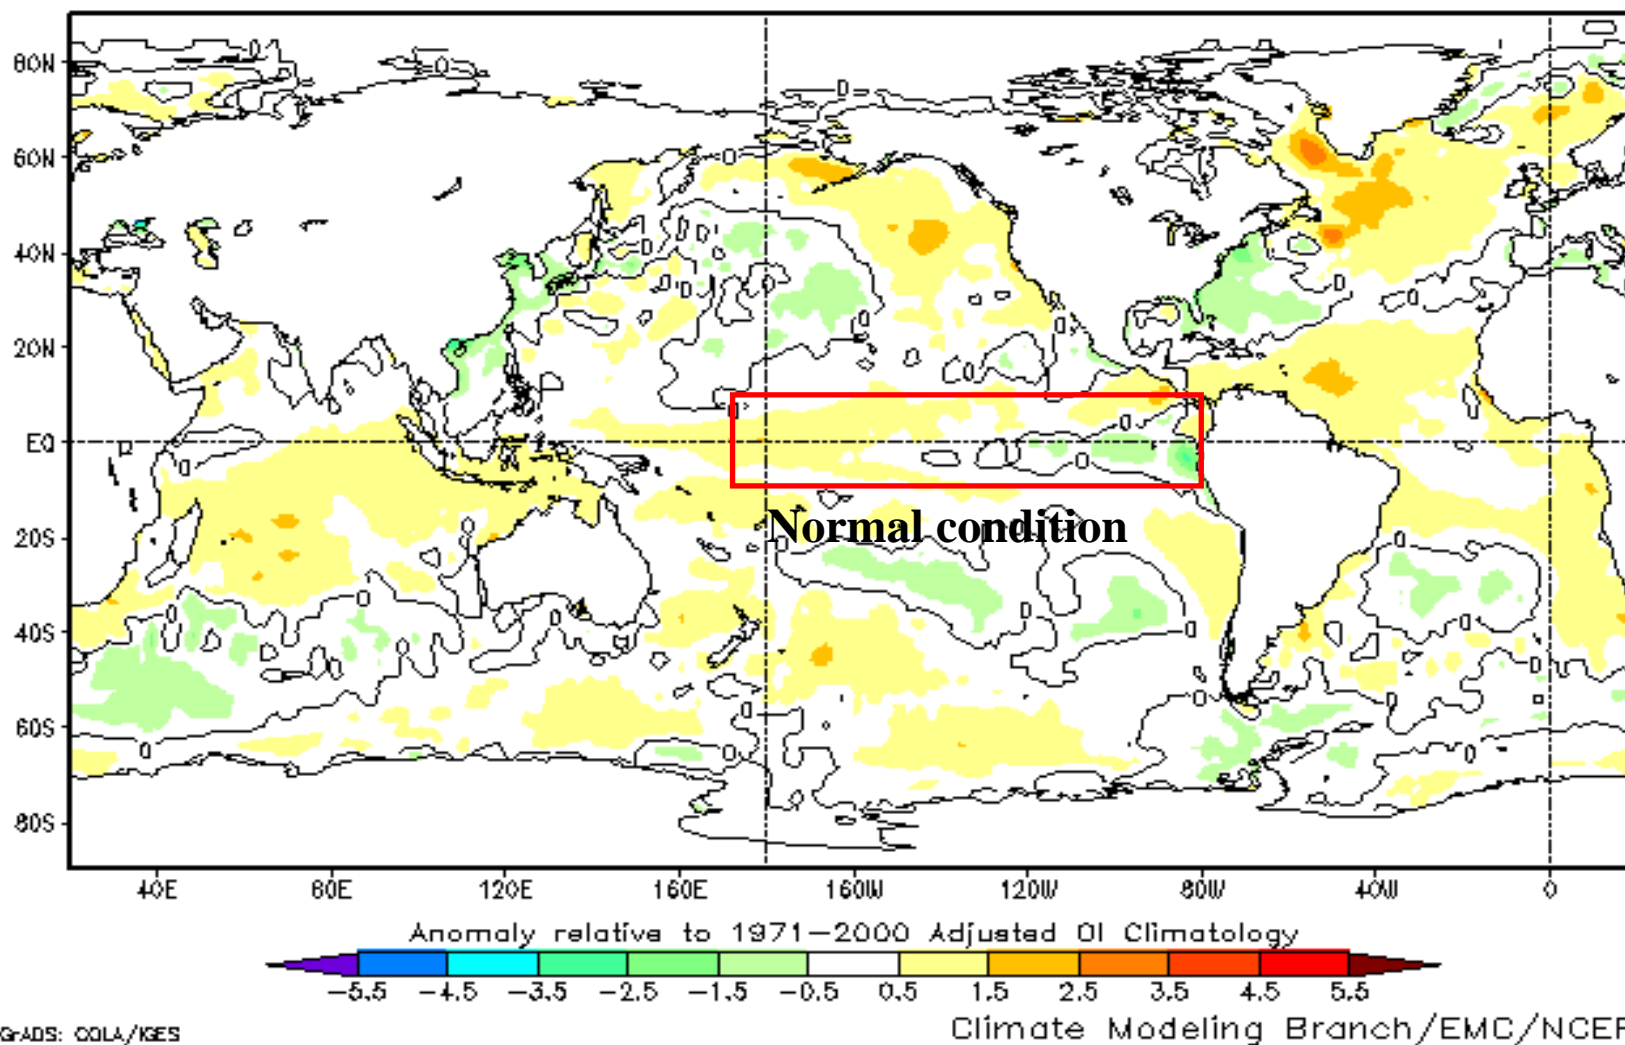 80N
60N
40N
20N
EQ
20S
40S
60S
80S
Normal condition
40E 80E 120E 160E 160W 120W 80W 40W 0
Anomaly relative to 1971-2000 Adjusted OI Climatology
-5.5 -4.5 -3.5 -2.5 -1.5 -0.5 0.5 1.5 2.5 3.5 4.5 5.5
GrADS: COLA/IGES
Climate Modeling Branch/EMC/NCEP